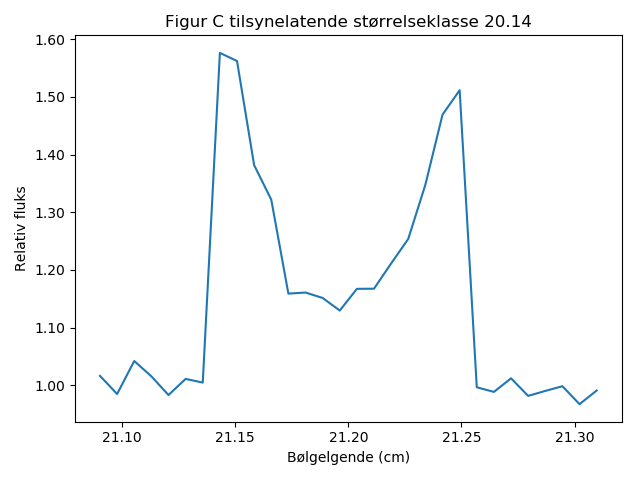 Figur C tilsynelatende størrelseklasse 20.14
1.60
1.50
1.40
1.30
1.20
1.10
1.00
Relativ fluks
21.10 21.15 21.20 21.25 21.30
Bølgelgende (cm)